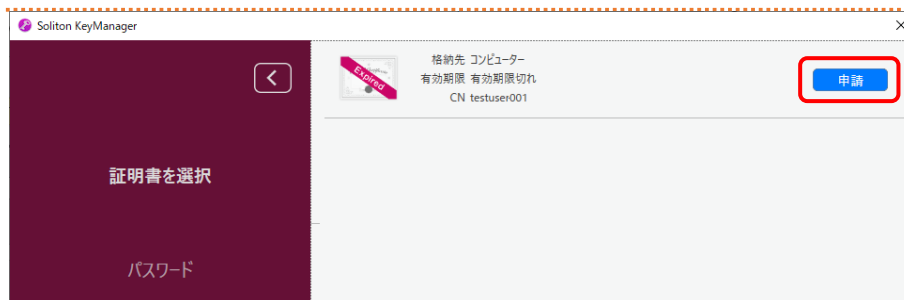 Soliton KeyManager
格納先 コンピューター
Expired
有効期限 有効期限切れ
申請
CN testuser001
証明書を選択
パスワード